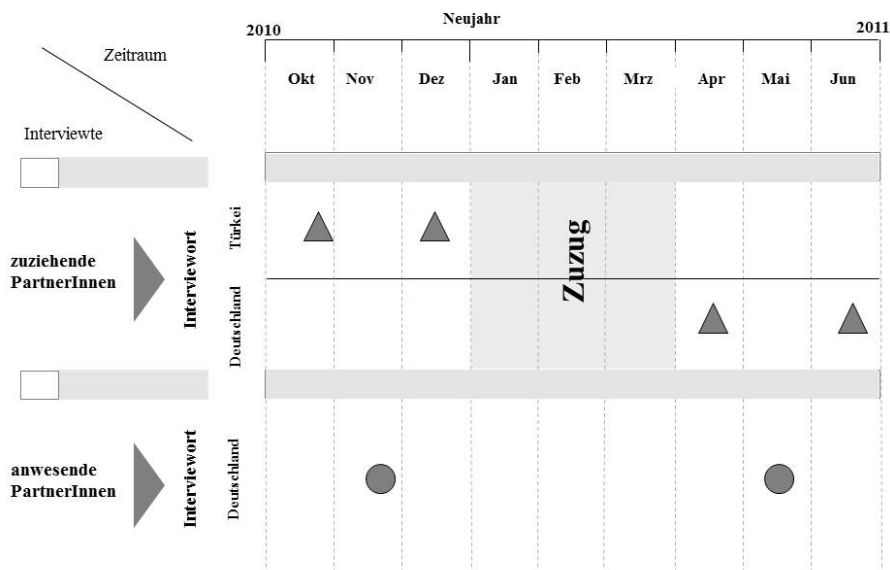 Neujahr
2010
2011
Zeitraum
Okt Nov Dez Jan Feb Mrz Apr Mai Jun
Interviewte
zuziehende
PartnerInnen
Interviewort
Türkei
Deutschland
Zuzug
anwesende
PartnerInnen
Interviewort
Deutschland